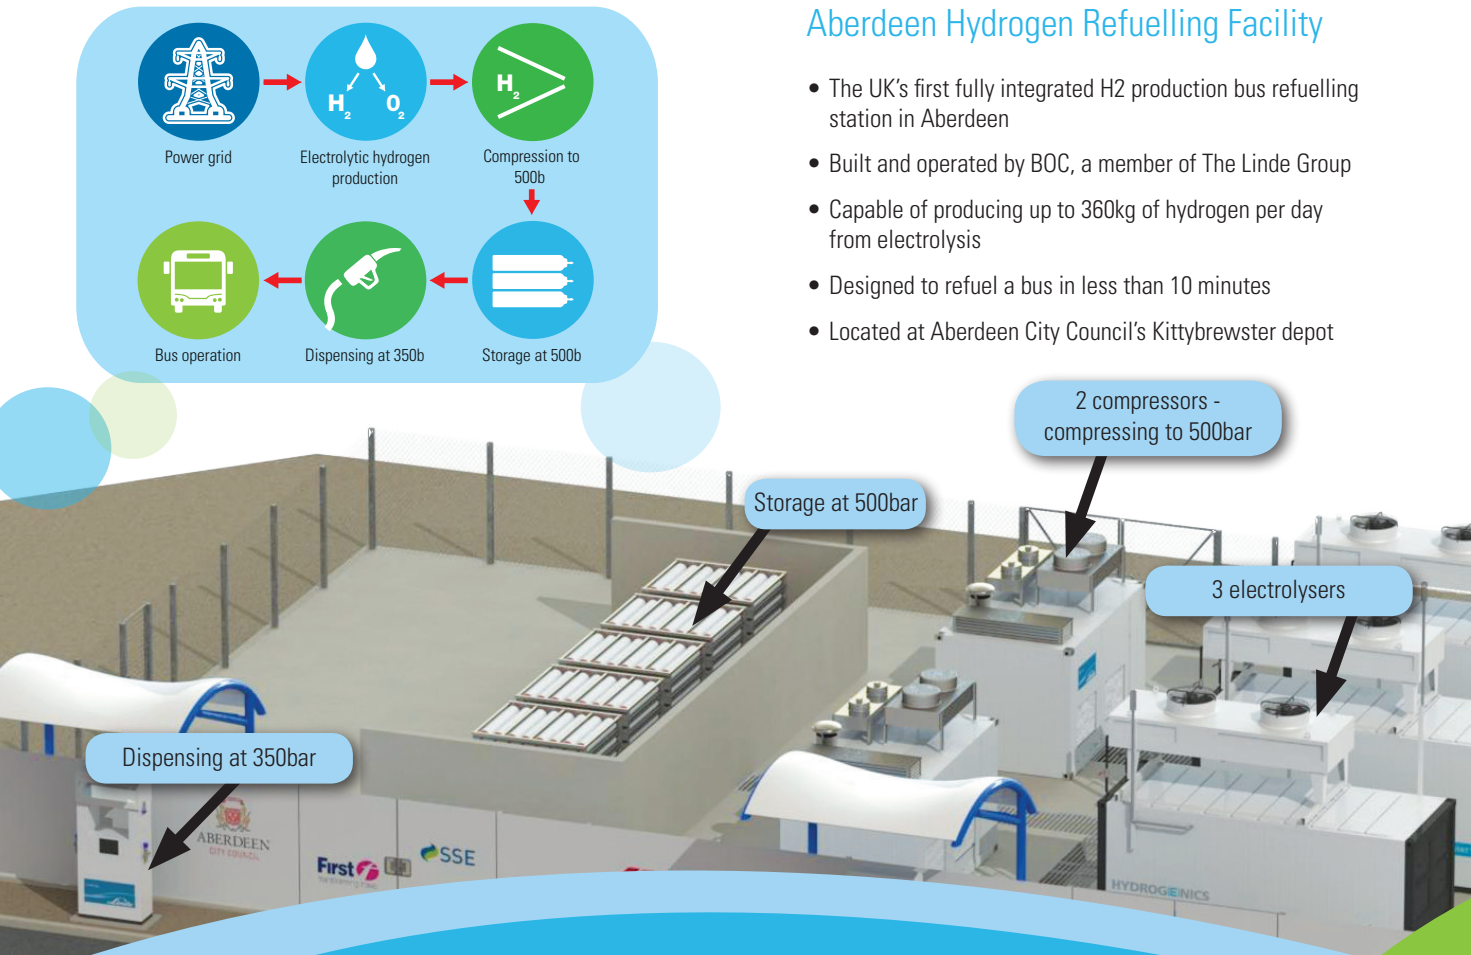 Aberdeen Hydrogen Refuelling Facility
• The UK's first fully integrated H2 production bus refuelling
station in Aberdeen
• Built and operated by BOC, a member of The Linde Group
• Capable of producing up to 360kg of hydrogen per day
from electrolysis
• Designed to refuel a bus in less than 10 minutes
• Located at Aberdeen City Council's Kittybrewster depot
H2 O2
H2
Power grid
Electrolytic hydrogen
production
Compression to
500b
Bus operation
Dispensing at 350b
Storage at 500b
2 compressors -
compressing to 500bar
Storage at 500bar
3 electrolysers
Dispensing at 350bar
ABERDEEN
CITY COUNCIL
First
SSE
HYDROGENICS